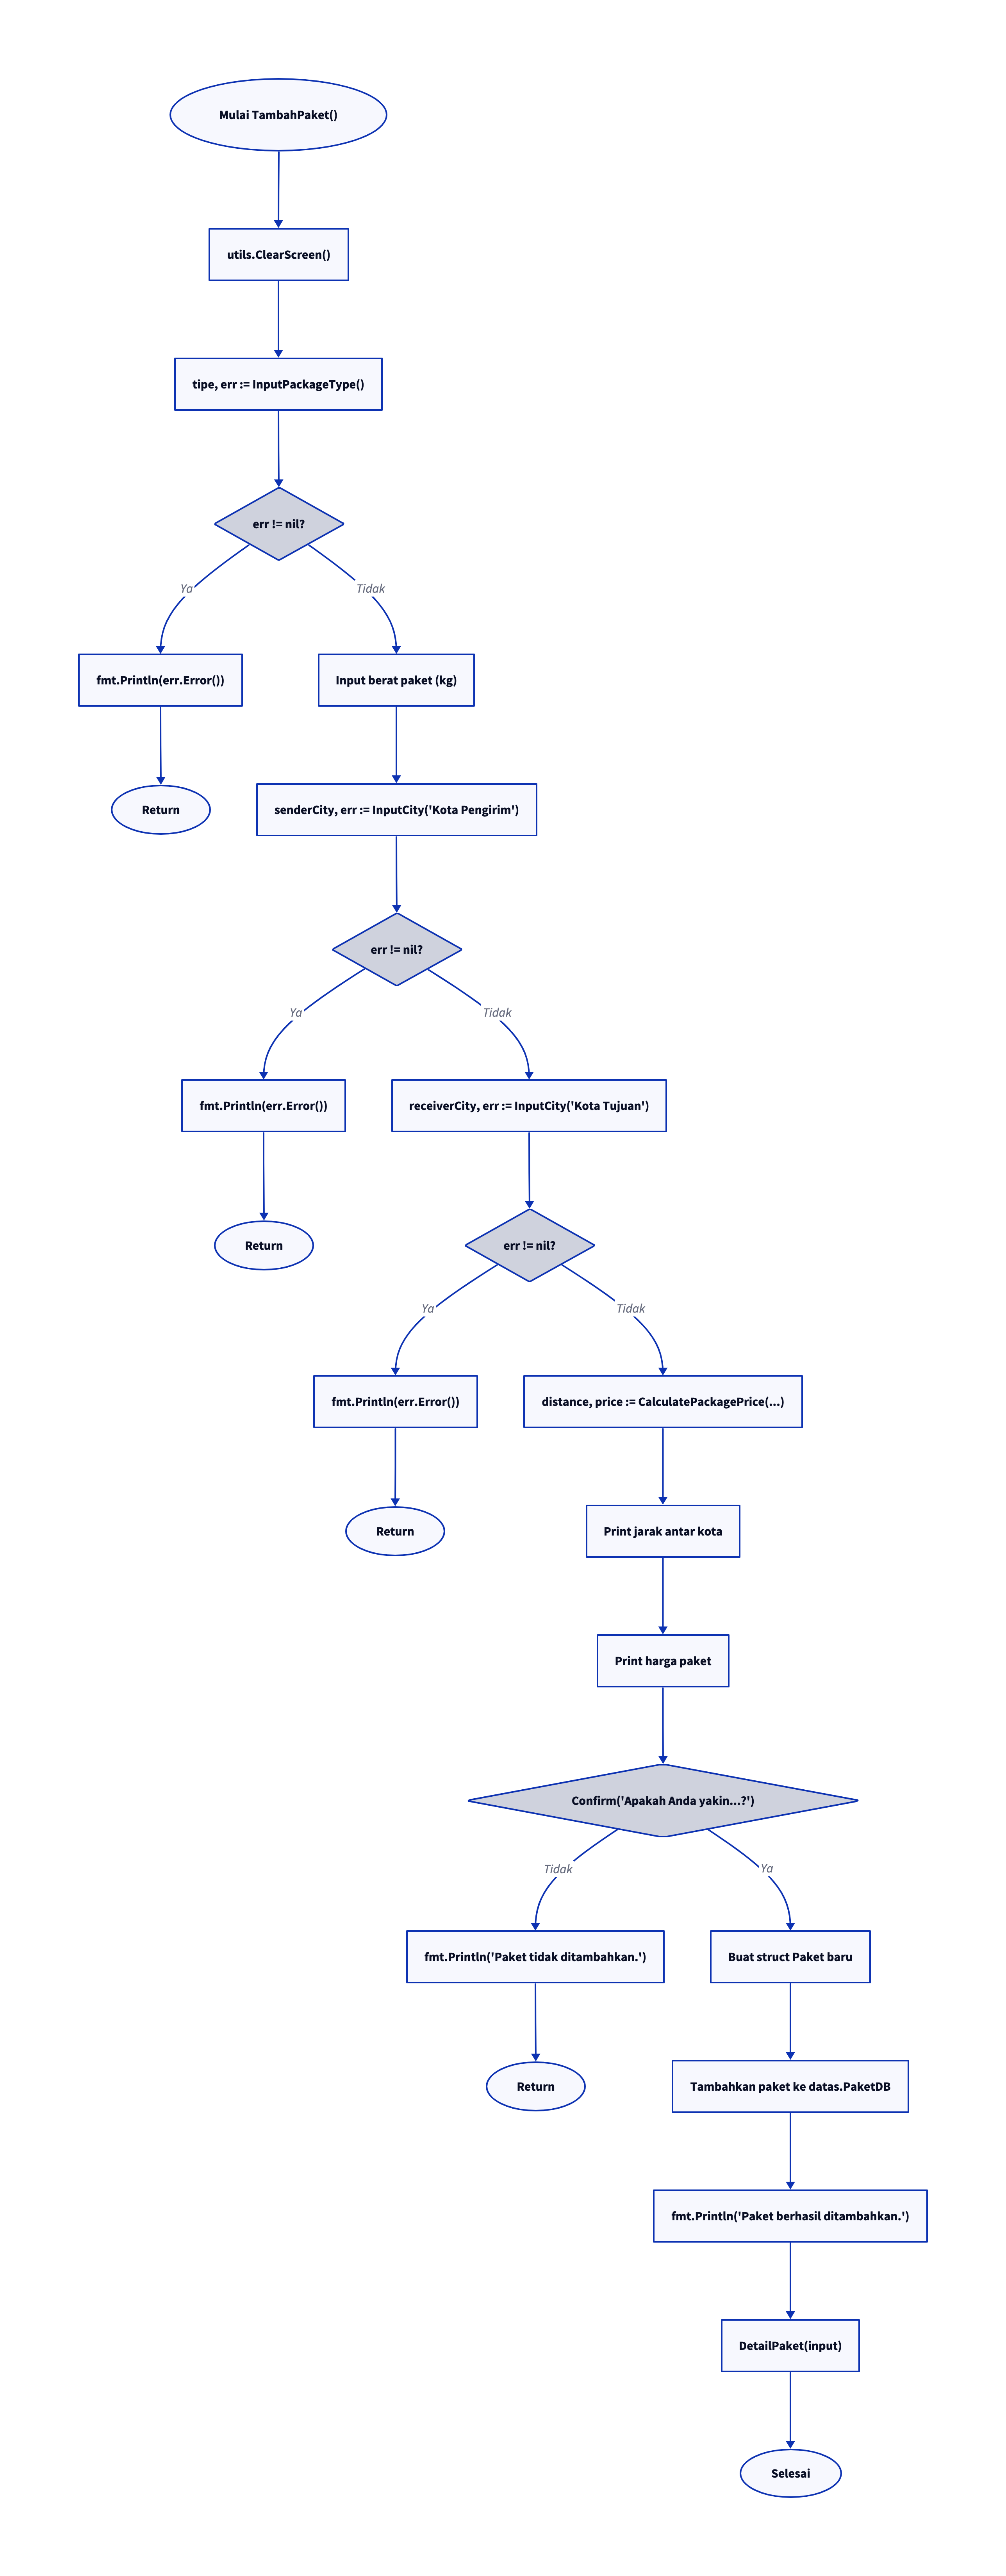 Mulai TambahPaket()
utils.ClearScreen()
tipe, err := InputPackageType()
err != nil?
Ya
Tidak
fmt.Println(err.Error())
Input berat paket (kg)
Return
senderCity, err := InputCity('Kota Pengirim')
err != nil?
Ya
Tidak
fmt.Println(err.Error())
receiverCity, err := InputCity('Kota Tujuan')
Return
err != nil?
Ya
Tidak
fmt.Println(err.Error())
distance, price := CalculatePackagePrice(...)
Return
Print jarak antar kota
Print harga paket
Confirm('Apakah Anda yakin...?')
Tidak
Ya
fmt.Println('Paket tidak ditambahkan.')
Buat struct Paket baru
Return
Tambahkan paket ke datas.PaketDB
fmt.Println('Paket berhasil ditambahkan.')
DetailPaket(input)
Selesai